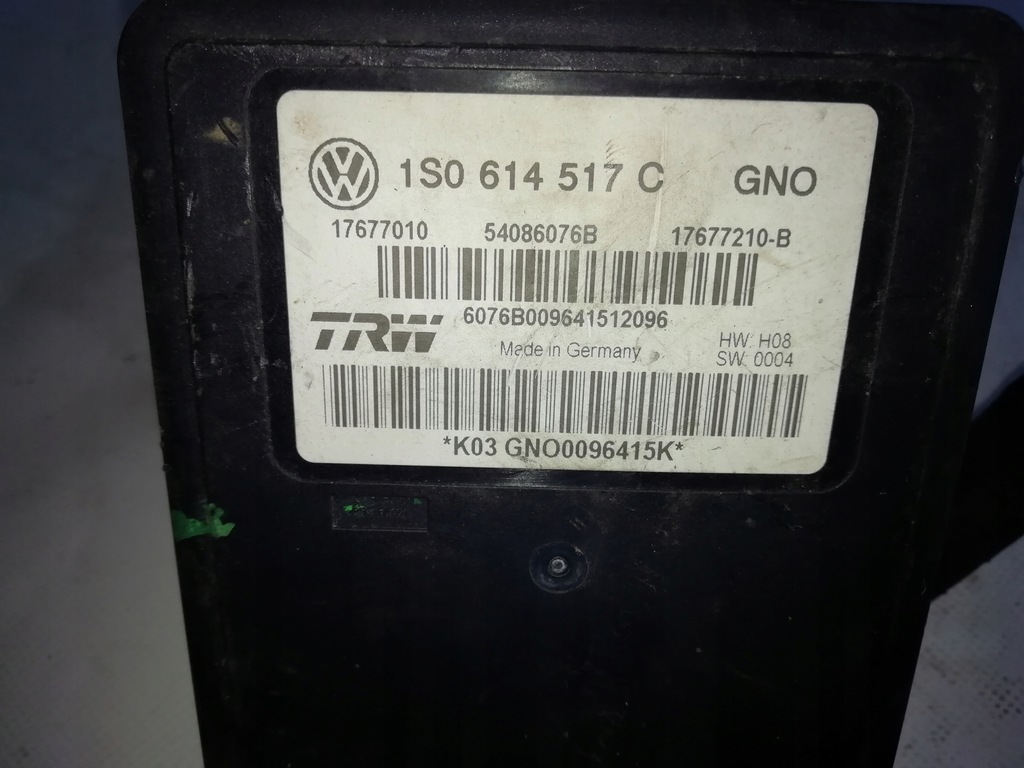 1S0 614 517 C GNO
17677010 54086076B 17677210-B
6076B009641512096
TRW Made in Germany HW: H08
SW: 0004
*K03 GNO0096415K*